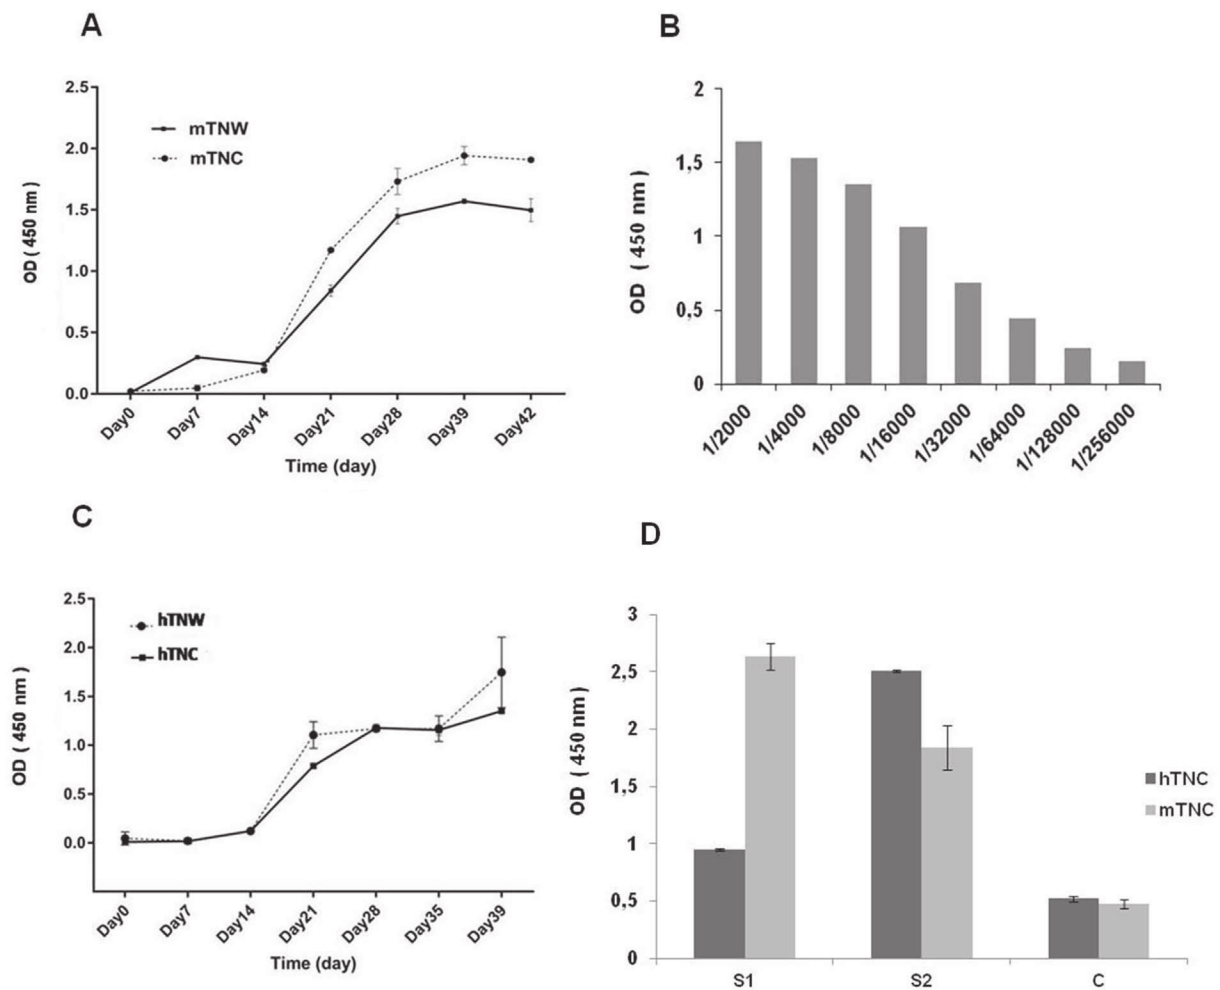 A
2.5
2.0
1.5
1.0
0.5
0.0
OD ( 450 nm )
mTNW
mTNC
Day0
Day7
Day14
Day21
Day28
Day39
Day42
Time (day)
B
2
1,5
1
0,5
0
OD ( 450 nm )
1/2000
1/4000
1/8000
1/16000
1/32000
1/64000
1/128000
1/256000
C
2.5
2.0
1.5
1.0
0.5
0.0
OD ( 450 nm )
hTNW
hTNC
Day0
Day7
Day14
Day21
Day28
Day35
Day39
Time (day)
D
3
2,5
2
1,5
1
0,5
0
OD ( 450 nm )
hTNC
mTNC
S1
S2
C